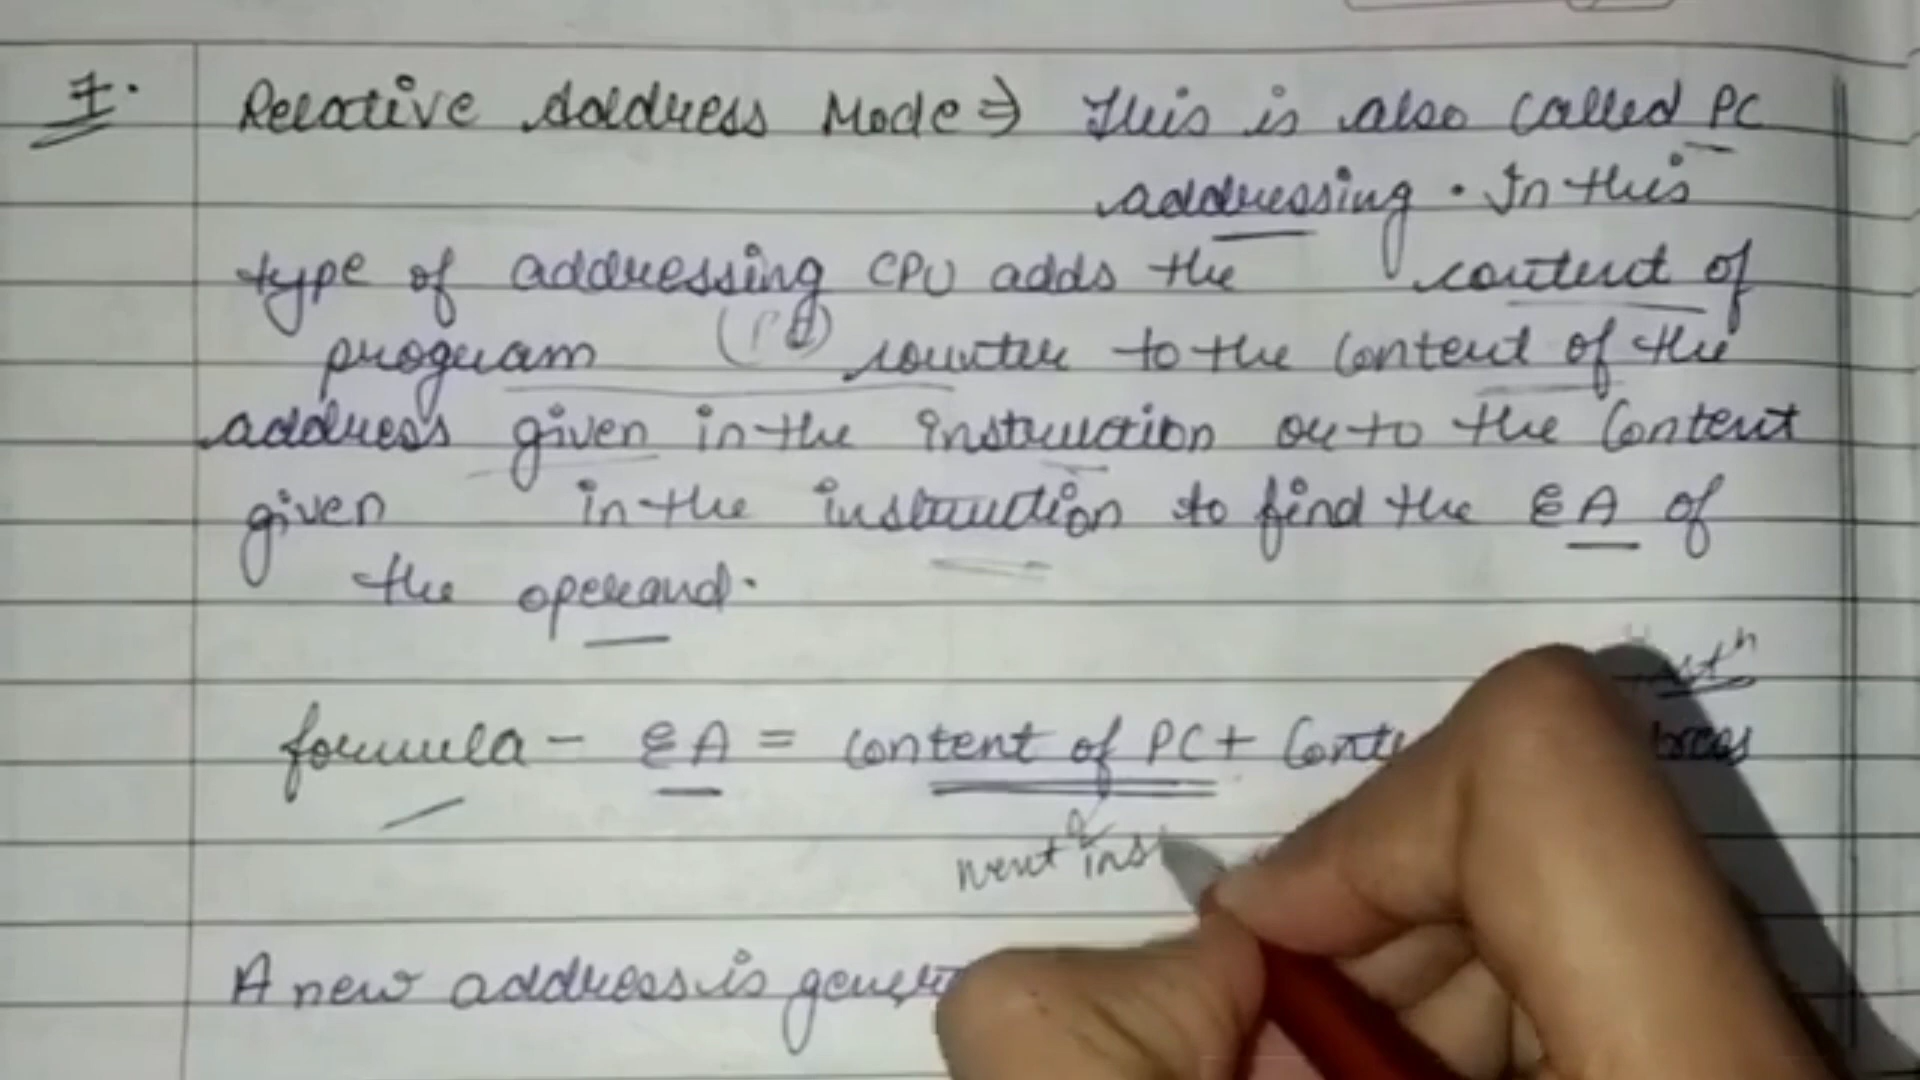 7. Relative Address Mode ⇒ This is also called PC
addressing. In this
type of addressing CPU adds the content of
program counter to the content of the
address given in the instruction or to the content
given in the instruction to find the EA of
the operand.
formula - EA = content of PC + Conte
next inst
A new address is gener